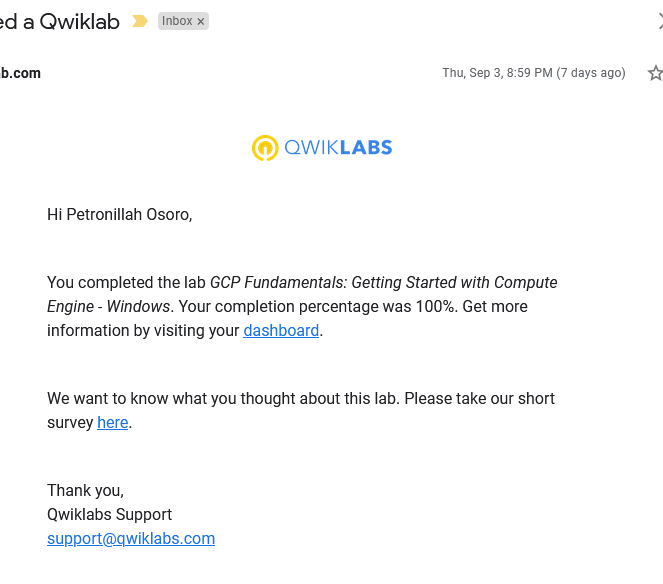 ed a Qwiklab Inbox ×
b.com Thu, Sep 3, 8:59 PM (7 days ago)
QWIKLABS
Hi Petronillah Osoro,
You completed the lab GCP Fundamentals: Getting Started with Compute
Engine - Windows. Your completion percentage was 100%. Get more
information by visiting your dashboard.
We want to know what you thought about this lab. Please take our short
survey here.
Thank you,
Qwiklabs Support
support@qwiklabs.com